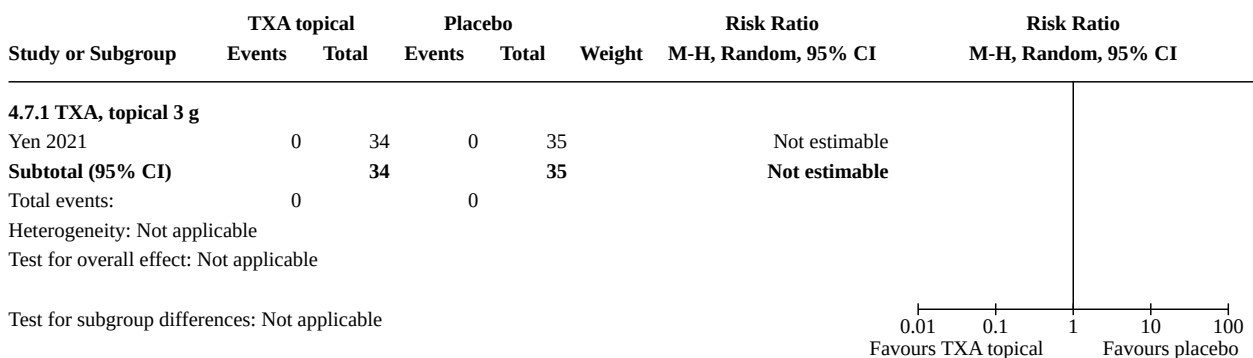 TXA topical Placebo Risk Ratio Risk Ratio
Study or Subgroup Events Total Events Total Weight M-H, Random, 95% CI M-H, Random, 95% CI
4.7.1 TXA, topical 3 g
Yen 2021 0 34 0 35 Not estimable
Subtotal (95% CI) 34 35 Not estimable
Total events: 0 0
Heterogeneity: Not applicable
Test for overall effect: Not applicable
Test for subgroup differences: Not applicable
0.01 0.1 1 10 100
Favours TXA topical Favours placebo